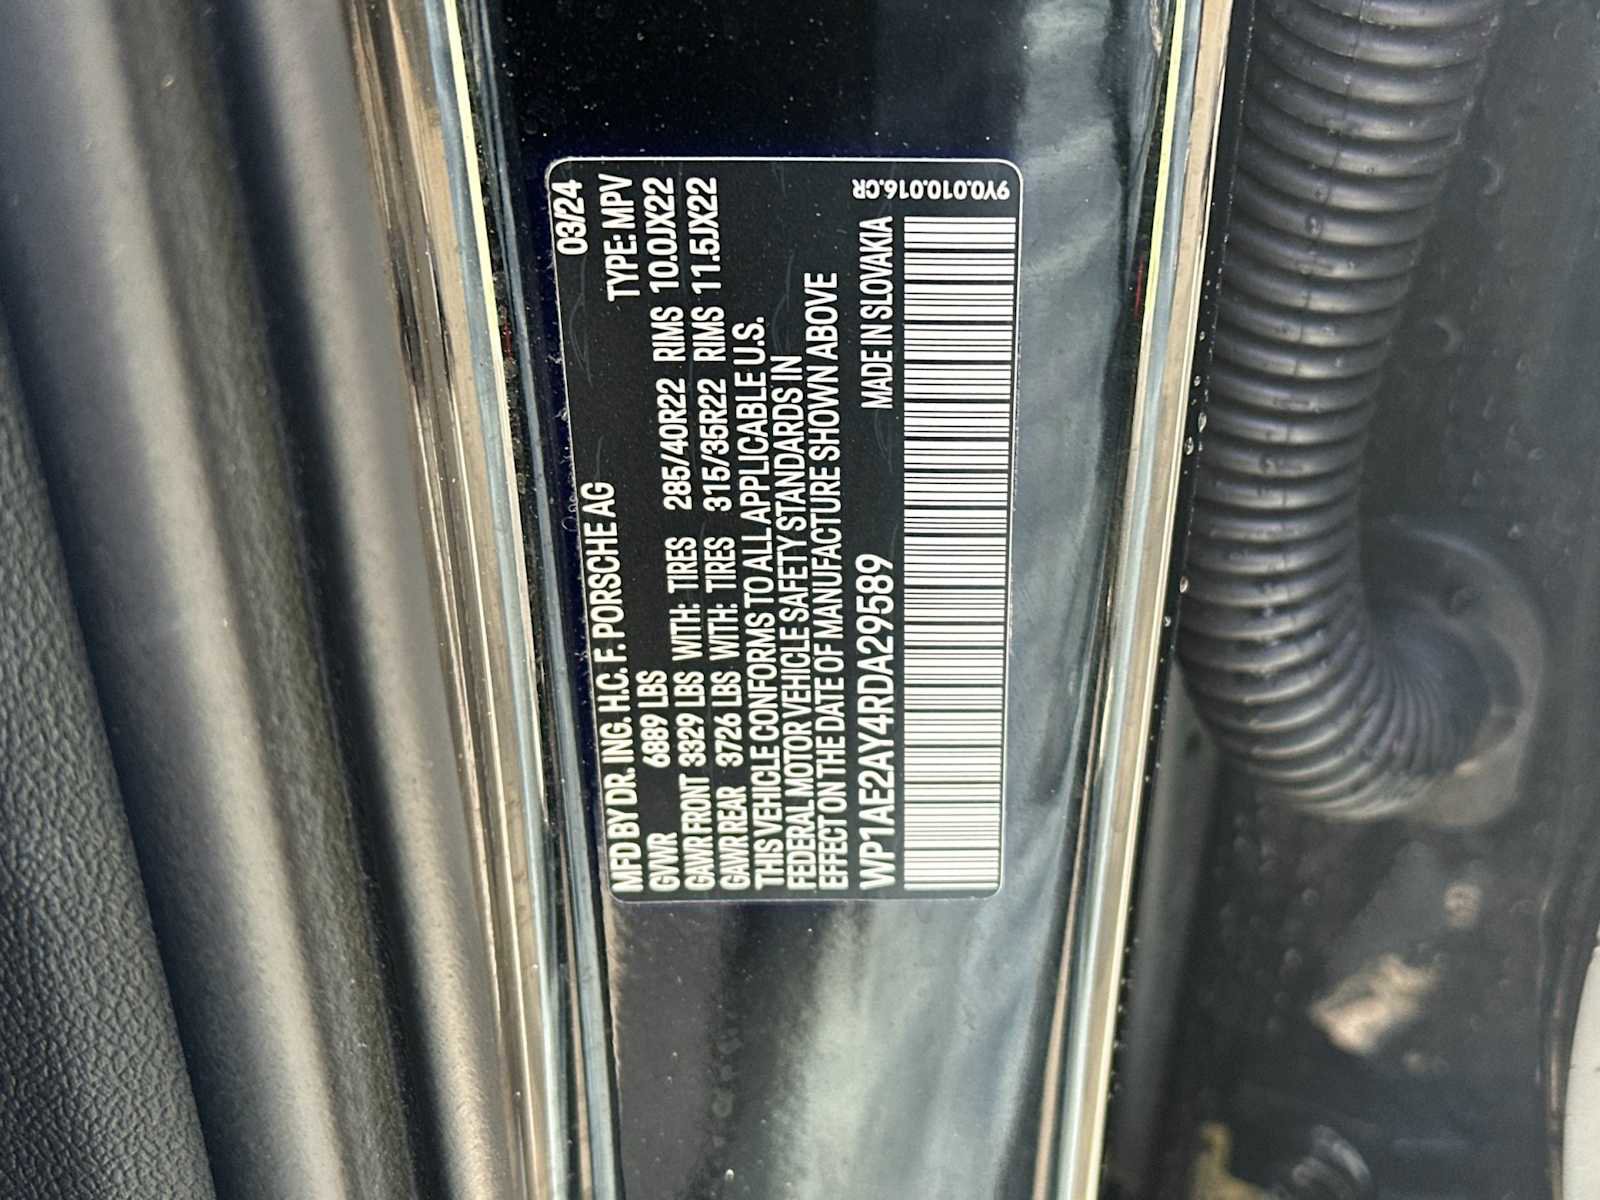 MFD BY DR. ING. H.C. F. PORSCHE AG 03/24
GVWR 6889 LBS TYPE: MPV
GAWR FRONT 3329 LBS WITH: TIRES 285/40R22 RIMS 10.0JX22
GAWR REAR 3726 LBS WITH: TIRES 315/35R22 RIMS 11.5JX22
THIS VEHICLE CONFORMS TO ALL APPLICABLE U.S.
FEDERAL MOTOR VEHICLE SAFETY STANDARDS IN
EFFECT ON THE DATE OF MANUFACTURE SHOWN ABOVE
WP1AE2AY4RDA29589 MADE IN SLOVAKIA
9Y0.010.016.CR